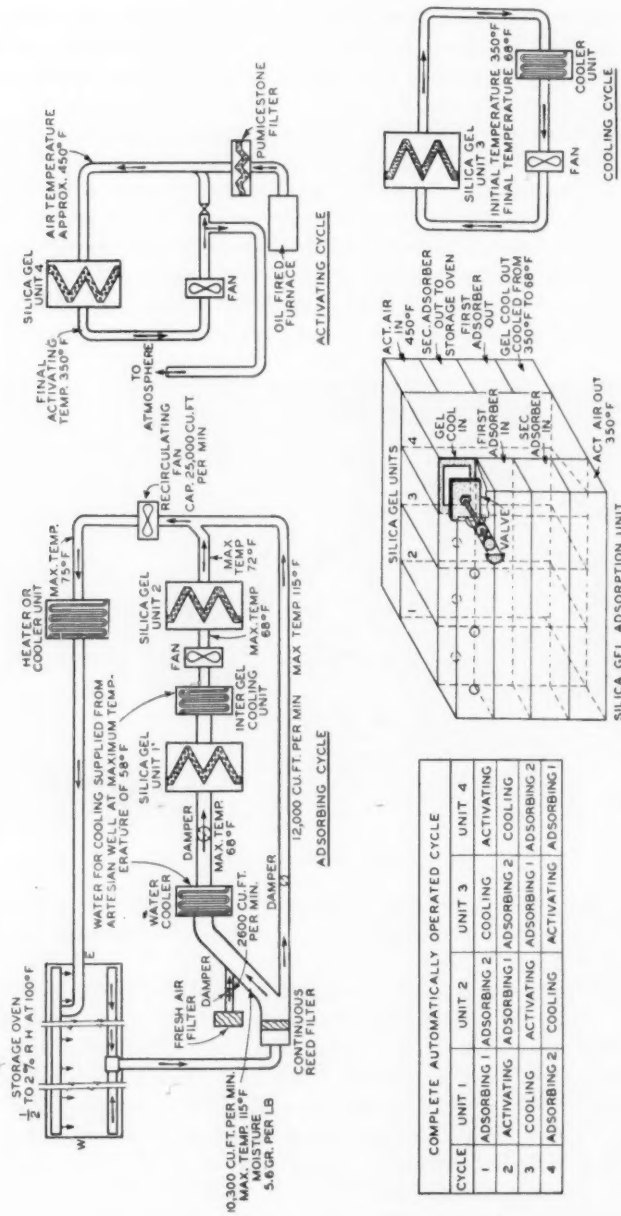 STORAGE OVEN
½ TO 2% R H AT 100°F
W
E
HEATER OR
COOLER UNIT
MAX. TEMP.
75°F
RECIRCULATING
FAN
CAP. 25,000 CU.FT.
PER MIN
WATER FOR COOLING SUPPLIED FROM
ARTESIAN WELL AT MAXIMUM TEMP-
ERATURE OF 58°F
WATER
COOLER
DAMPER
MAX. TEMP.
68°F
SILICA GEL
UNIT 1
INTER GEL
COOLING
UNIT
FAN
MAX. TEMP
68°F
SILICA GEL
UNIT 2
MAX
TEMP
72°F
FRESH AIR
FILTER
DAMPER
2600 CU.FT.
PER MIN.
DAMPER
12,000 CU.FT. PER MIN MAX TEMP 115°F
10,300 CU.FT. PER MIN.
MAX. TEMP. 115°F
MOISTURE
5.6 GR. PER LB
CONTINUOUS
REED FILTER
ADSORBING CYCLE
FINAL
ACTIVATING
TEMP. 350°F
SILICA GEL
UNIT 4
AIR TEMPERATURE
APPROX. 450°F
TO
ATMOSPHERE
FAN
PUMICESTONE
FILTER
OIL FIRED
FURNACE
ACTIVATING CYCLE
COMPLETE AUTOMATICALLY OPERATED CYCLE
CYCLE UNIT 1 UNIT 2 UNIT 3 UNIT 4
1 ADSORBING 1 ADSORBING 2 COOLING ACTIVATING
2 ACTIVATING ADSORBING 1 ADSORBING 2 COOLING
3 COOLING ACTIVATING ADSORBING 1 ADSORBING 2
4 ADSORBING 2 COOLING ACTIVATING ADSORBING 1
SILICA GEL UNITS
1
2
3
4
GEL
COOL
IN
FIRST
ADSORBER
IN
SEC.
ADSORBER
IN
VALVE
ACT. AIR
IN
450°F
SEC. ADSORBER
OUT TO
STORAGE OVEN
FIRST
ADSORBER
OUT
GEL COOL OUT
COOLED FROM
350°F TO 68°F
ACT AIR OUT
350°F
SILICA GEL ADSORPTION UNIT
SILICA GEL
UNIT 3
INITIAL TEMPERATURE 350°F
FINAL TEMPERATURE 68°F
FAN
COOLER
UNIT
COOLING CYCLE